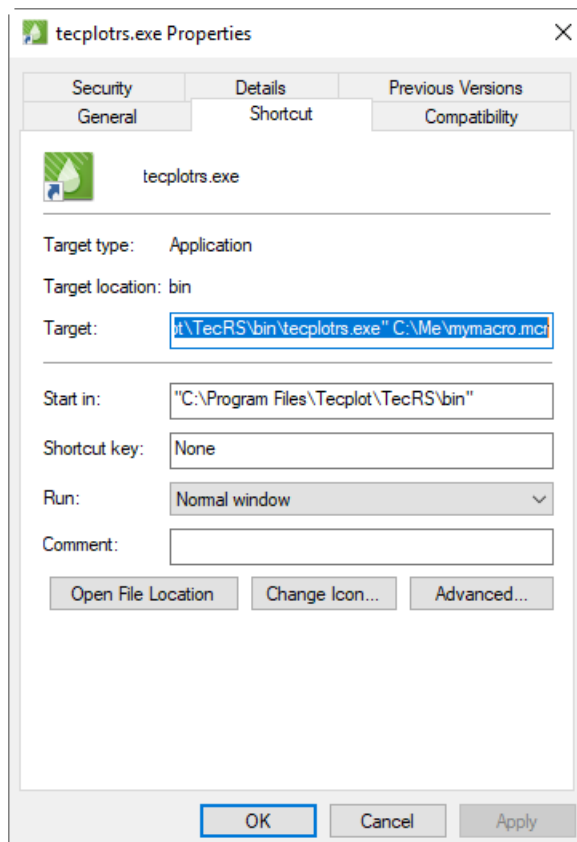 tecplotrs.exe Properties
Security Details Previous Versions
General Shortcut Compatibility
tecplotrs.exe
Target type: Application
Target location: bin
Target: ot\TecRS\bin\tecplotrs.exe" C:\Me\mymacro.mcr
Start in: "C:\Program Files\Tecplot\TecRS\bin"
Shortcut key: None
Run: Normal window
Comment:
Open File Location Change Icon... Advanced...
OK Cancel Apply